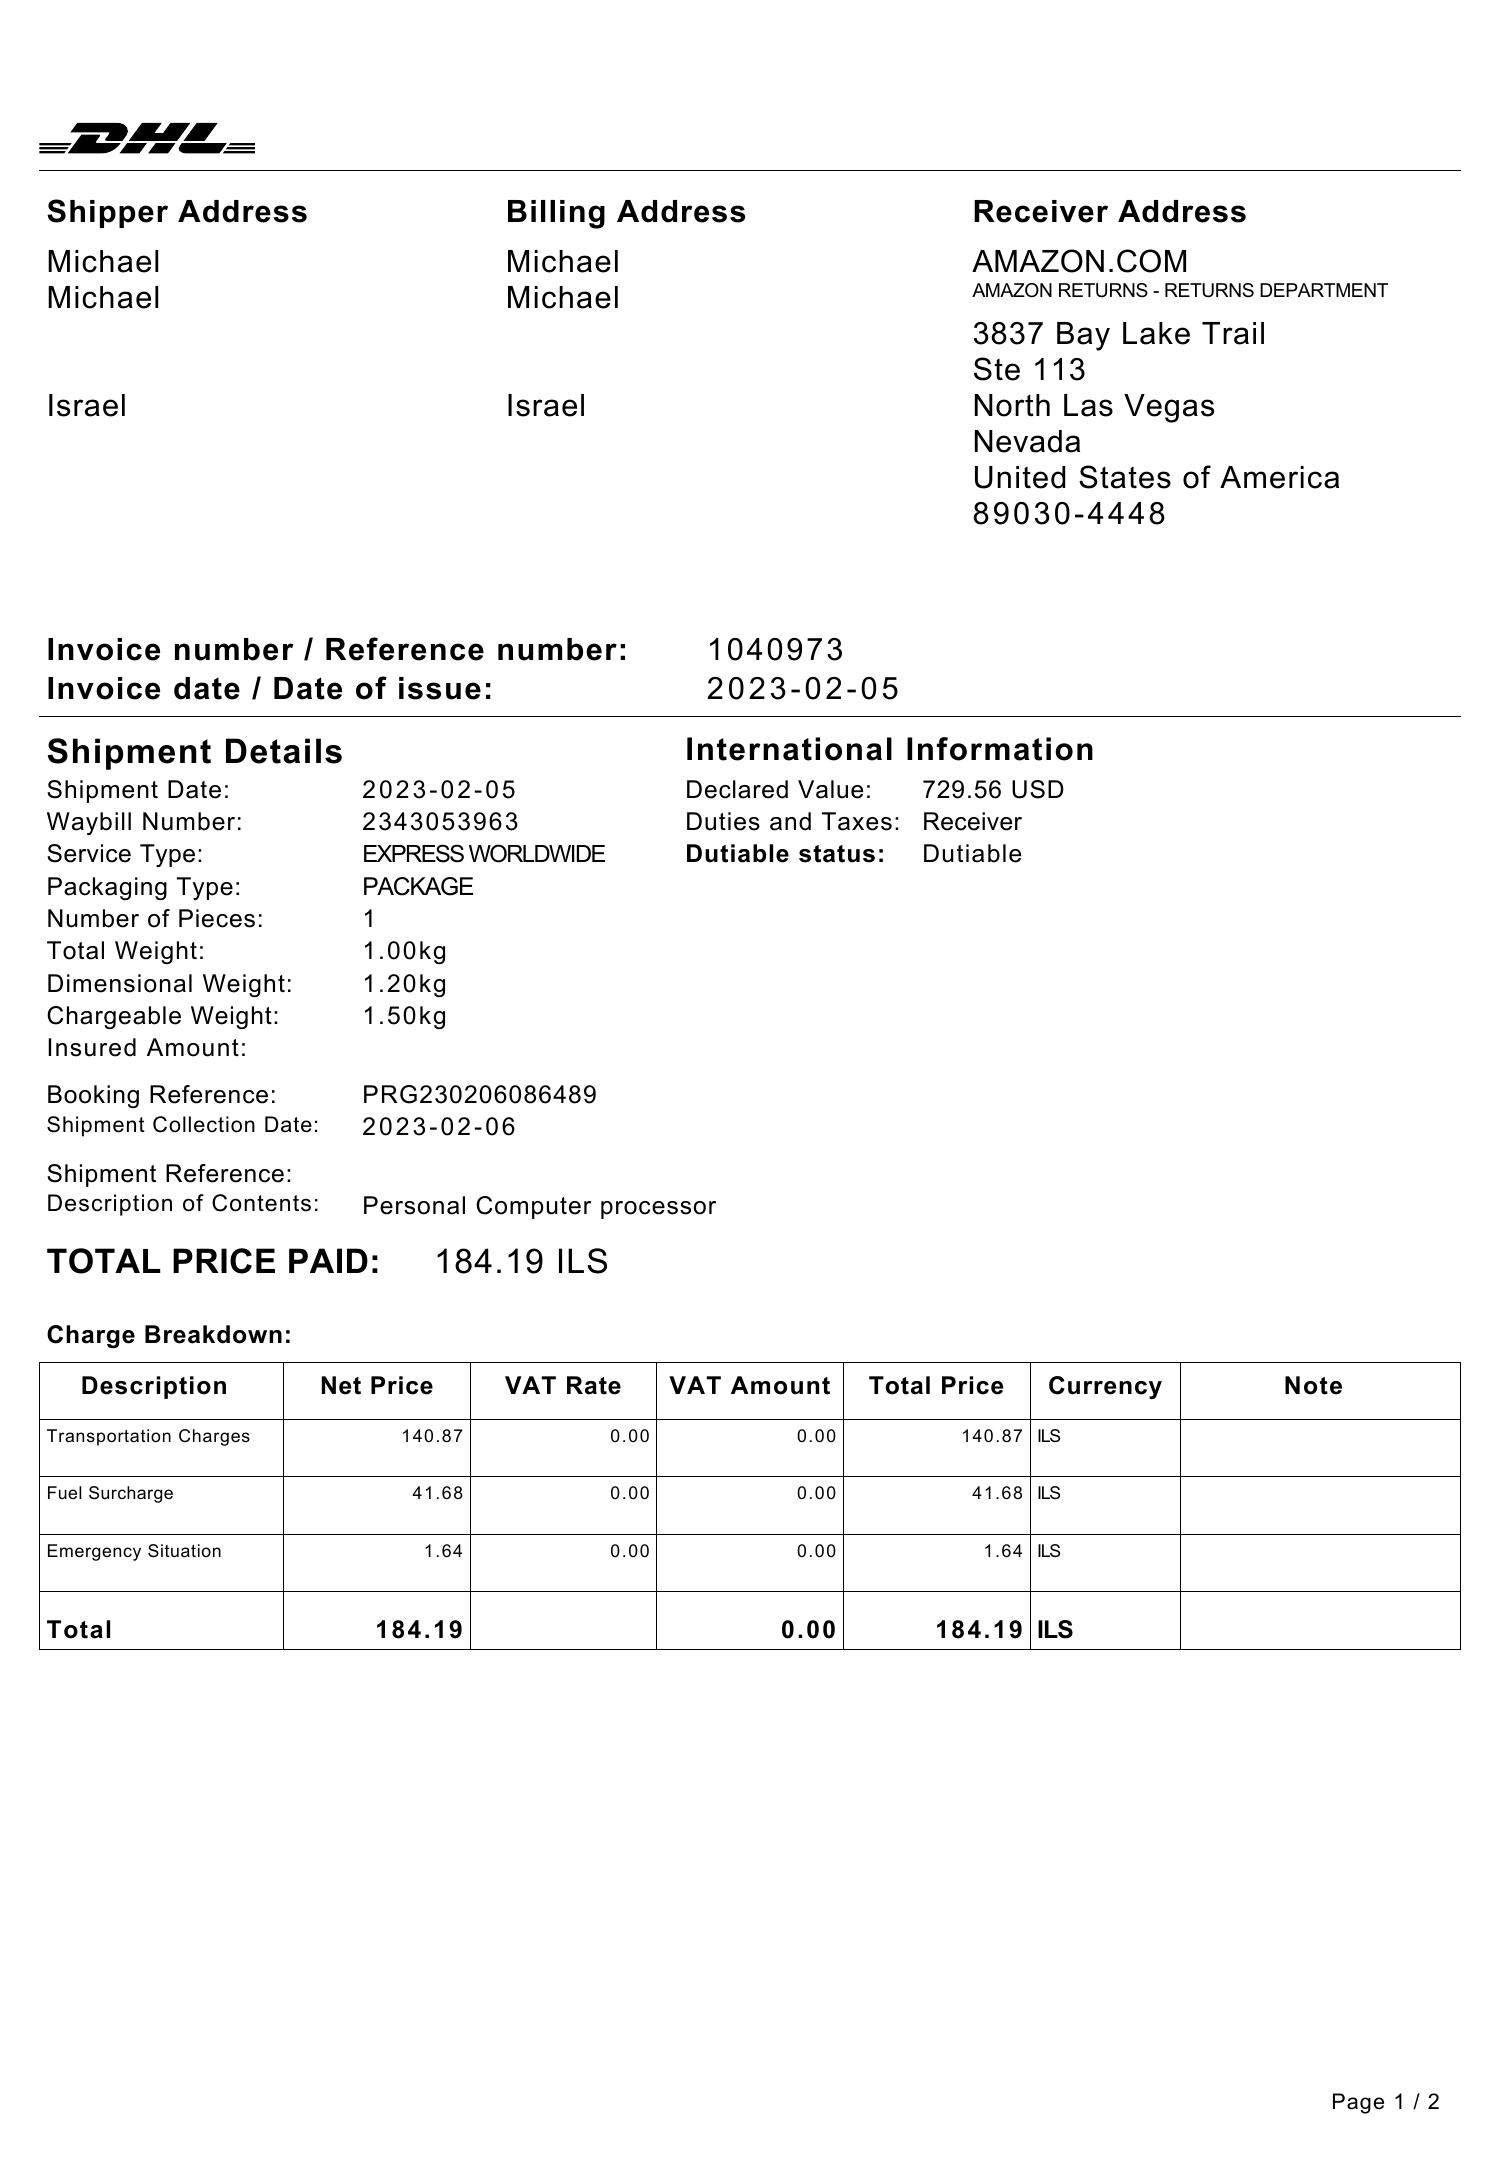 DHL
Shipper Address
Michael
Michael
Israel
Billing Address
Michael
Michael
Israel
Receiver Address
AMAZON.COM
AMAZON RETURNS - RETURNS DEPARTMENT
3837 Bay Lake Trail
Ste 113
North Las Vegas
Nevada
United States of America
89030-4448
Invoice number / Reference number: 1040973
Invoice date / Date of issue: 2023-02-05
Shipment Details
Shipment Date: 2023-02-05
Waybill Number: 2343053963
Service Type: EXPRESS WORLDWIDE
Packaging Type: PACKAGE
Number of Pieces: 1
Total Weight: 1.00kg
Dimensional Weight: 1.20kg
Chargeable Weight: 1.50kg
Insured Amount:
Booking Reference: PRG230206086489
Shipment Collection Date: 2023-02-06
Shipment Reference:
Description of Contents: Personal Computer processor
International Information
Declared Value: 729.56 USD
Duties and Taxes: Receiver
Dutiable status: Dutiable
TOTAL PRICE PAID: 184.19 ILS
Charge Breakdown:
Description Net Price VAT Rate VAT Amount Total Price Currency Note
Transportation Charges 140.87 0.00 0.00 140.87 ILS
Fuel Surcharge 41.68 0.00 0.00 41.68 ILS
Emergency Situation 1.64 0.00 0.00 1.64 ILS
Total 184.19 0.00 184.19 ILS
Page 1 / 2